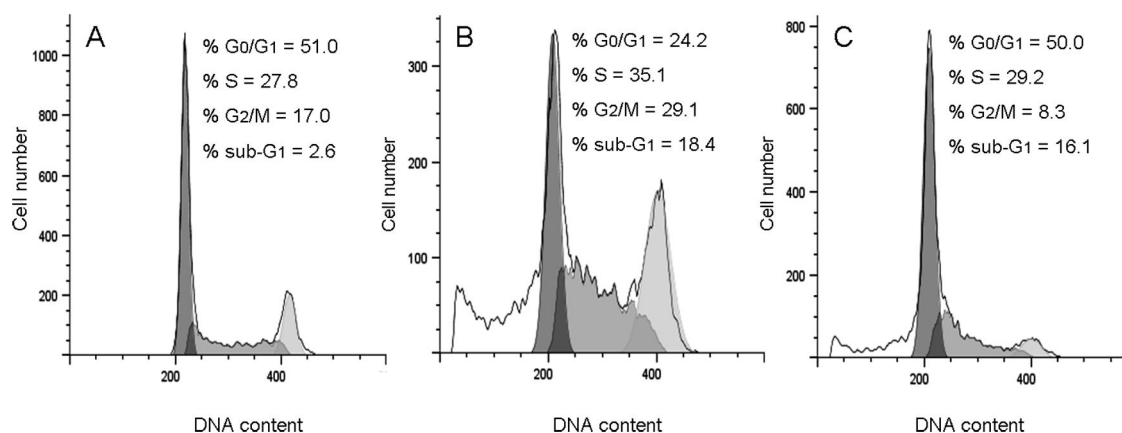 A
% G0/G1 = 51.0
% S = 27.8
% G2/M = 17.0
% sub-G1 = 2.6
Cell number
1000
800
600
400
200
200
400
DNA content
B
% G0/G1 = 24.2
% S = 35.1
% G2/M = 29.1
% sub-G1 = 18.4
Cell number
300
200
100
0
200
400
DNA content
C
% G0/G1 = 50.0
% S = 29.2
% G2/M = 8.3
% sub-G1 = 16.1
Cell number
800
600
400
200
0
0
200
400
DNA content